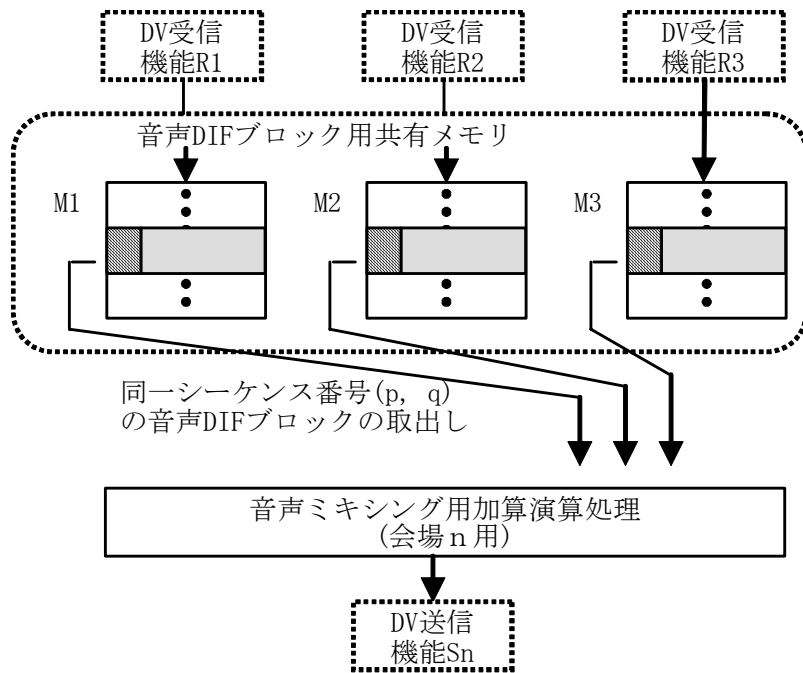 DV受信
機能R1
DV受信
機能R2
DV受信
機能R3
音声DIFブロック用共有メモリ
M1
M2
M3
同一シーケンス番号(p, q)
の音声DIFブロックの取出し
音声ミキシング用加算演算処理
(会場ｎ用)
DV送信
機能Sn